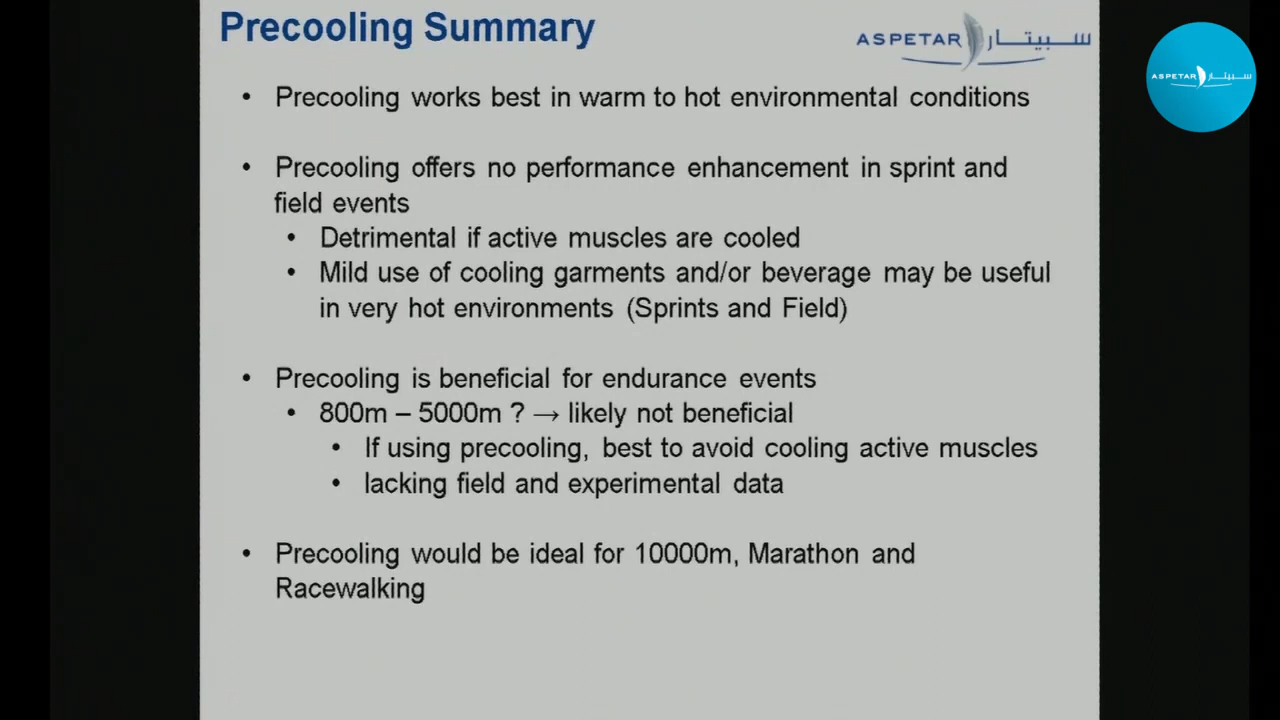 Precooling Summary
ASPETAR سبيتار
ASPETAR سبيتار
• Precooling works best in warm to hot environmental conditions
• Precooling offers no performance enhancement in sprint and
field events
• Detrimental if active muscles are cooled
• Mild use of cooling garments and/or beverage may be useful
in very hot environments (Sprints and Field)
• Precooling is beneficial for endurance events
• 800m – 5000m ? → likely not beneficial
• If using precooling, best to avoid cooling active muscles
• lacking field and experimental data
• Precooling would be ideal for 10000m, Marathon and
Racewalking